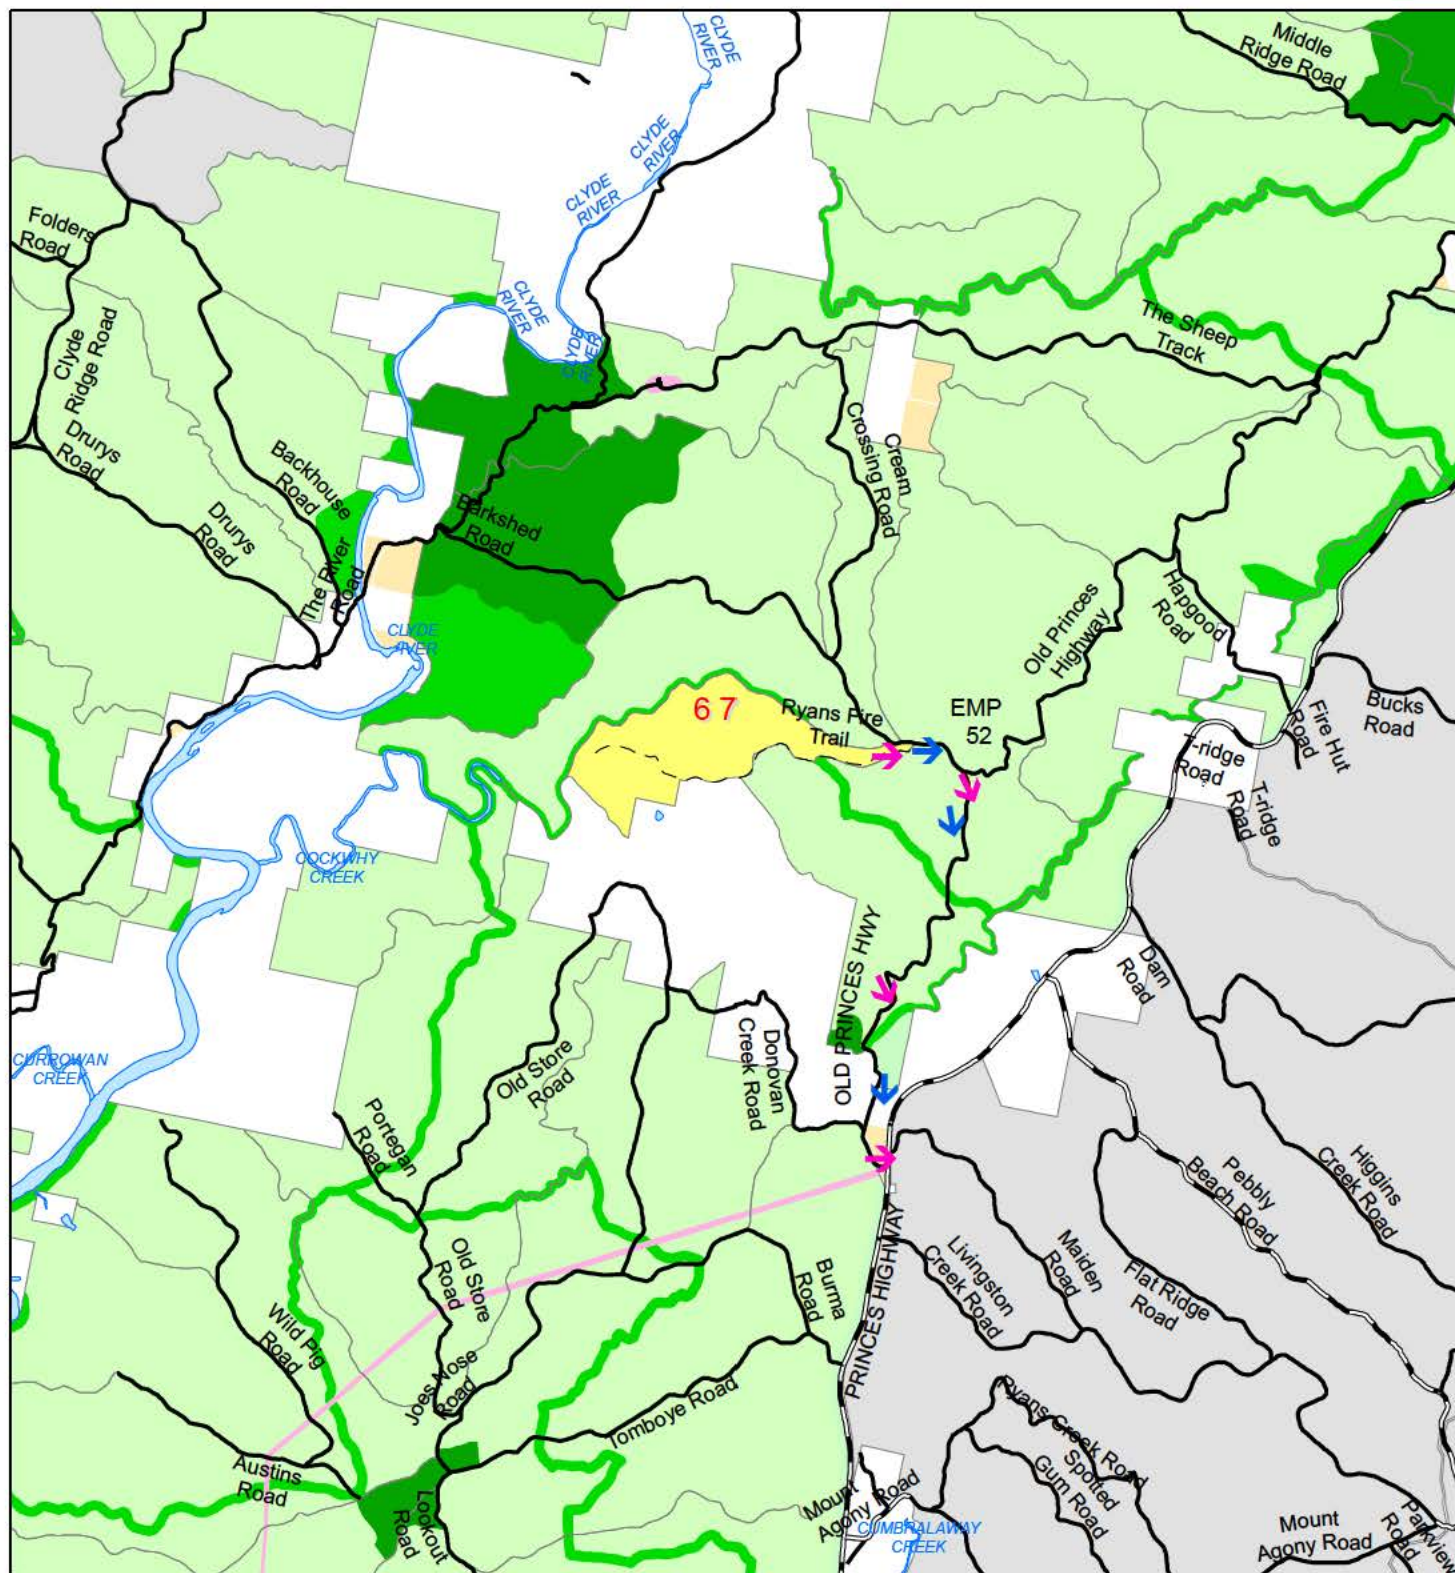 CLYDE
RIVER
Middle
Ridge Road
CLYDE
RIVER
CLYDE
RIVER
Folders
Road
CLYDE
RIVER
CLYDE
RIVER
The Sheep
Track
Clyde
Ridge Road
Drurys
Road
Backhouse
Road
Cream
Crossing Road
Drurys
Road
Barkshed
Road
The River
Road
Hapgood
Road
Old Princes
Highway
CLYDE
IVER
67
Ryans Fire
Trail
EMP
52
Bucks
Road
Fire Hut
Road
T-ridge
Road
T-ridge
Road
COCKWHY
CREEK
OLD PRINCES HWY
Dam
Road
CURROWAN
CREEK
Old Store
Road
Donovan
Creek Road
Portegan
Road
Higgins
Creek Road
Pebbly
Beach Road
Maiden
Road
Livingston
Creek Road
PRINCES HIGHWAY
Flat Ridge
Road
Old Store
Road
Burma
Road
Wild Pig
Road
Joes Nose
Road
Tomboye Road
Ryans Creek Road
Spotted
Gum Road
Austins
Road
Lookout
Road
Mount
Agony Road
CUMBRALAWAY
CREEK
Mount
Agony Road
Parkview
Road